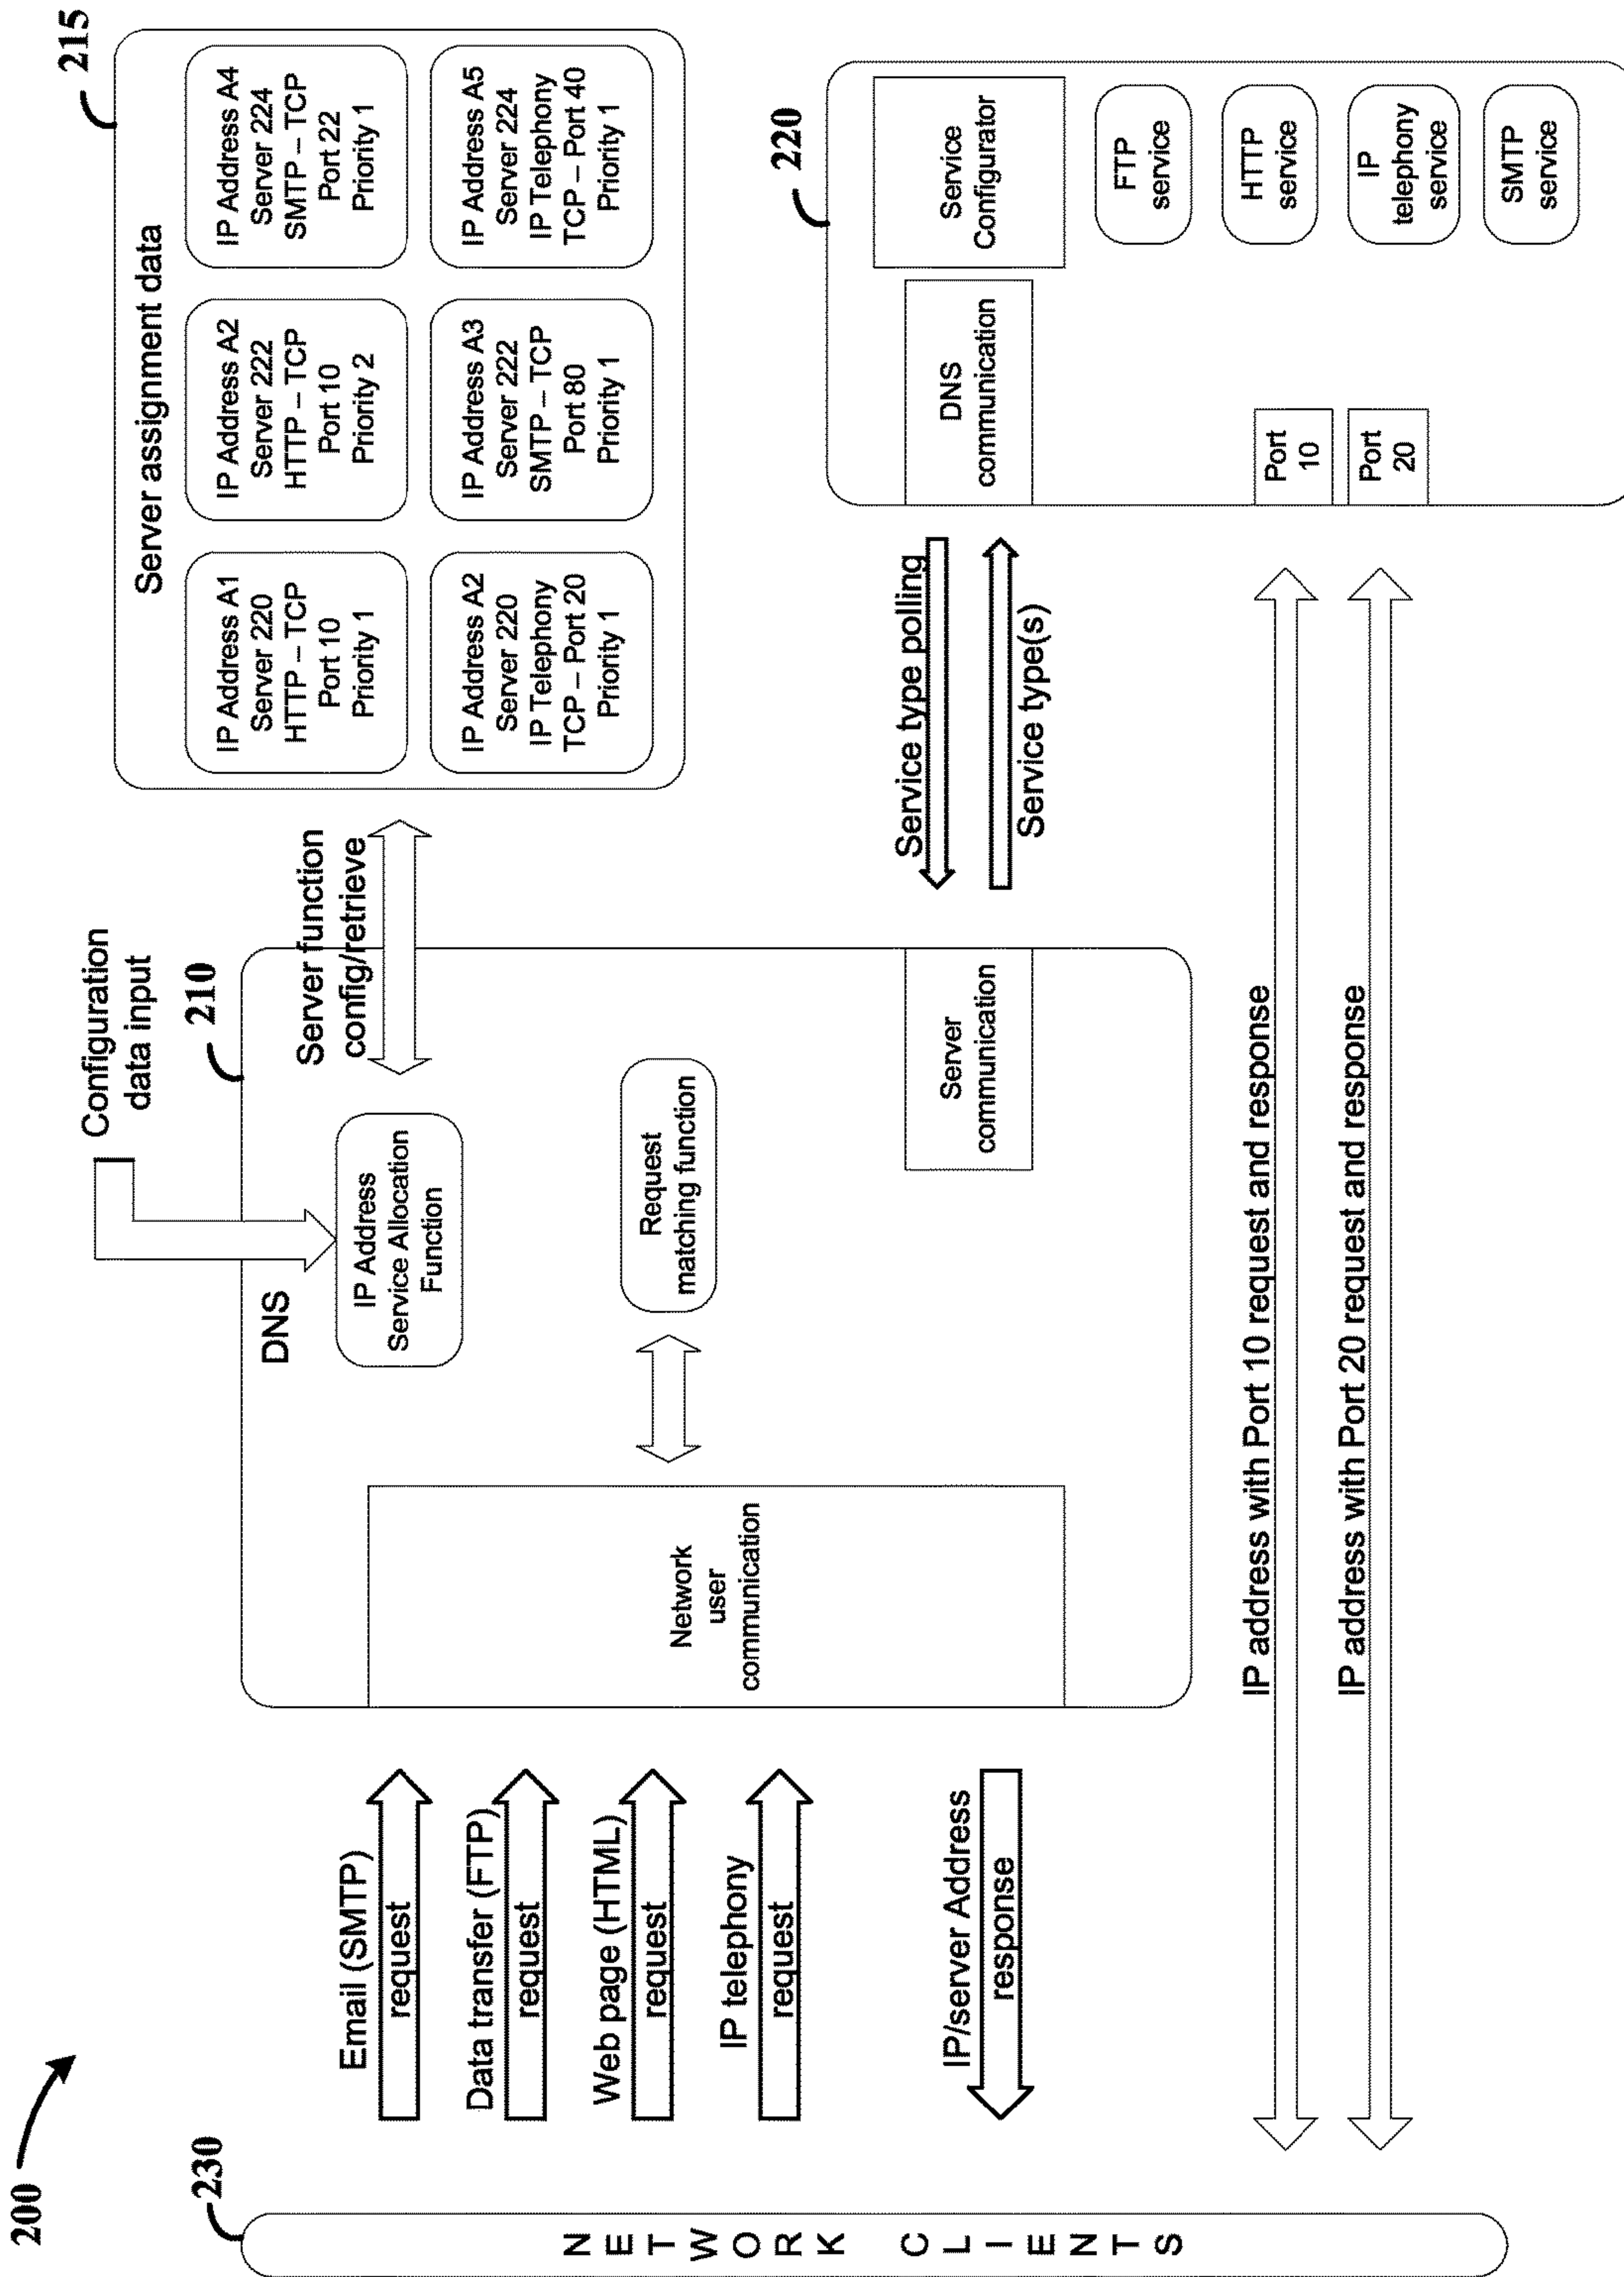 200
230
NETWORK CLIENTS
Email (SMTP)
request
Data transfer (FTP)
request
Web page (HTML)
request
IP telephony
request
IP/server Address
response
Configuration
data input
210
DNS
IP Address
Service Allocation
Function
Network
user
communication
Request
matching function
Server
communication
Server function
config/retrieve
215
Server assignment data
IP Address A1
Server 220
HTTP – TCP
Port 10
Priority 1
IP Address A2
Server 222
HTTP – TCP
Port 10
Priority 2
IP Address A4
Server 224
SMTP – TCP
Port 22
Priority 1
IP Address A2
Server 220
IP Telephony
TCP – Port 20
Priority 1
IP Address A3
Server 222
SMTP – TCP
Port 80
Priority 1
IP Address A5
Server 224
IP Telephony
TCP – Port 40
Priority 1
Service type polling
Service type(s)
220
DNS
communication
Service
Configurator
FTP
service
HTTP
service
IP
telephony
service
SMTP
service
Port
10
Port
20
IP address with Port 10 request and response
IP address with Port 20 request and response